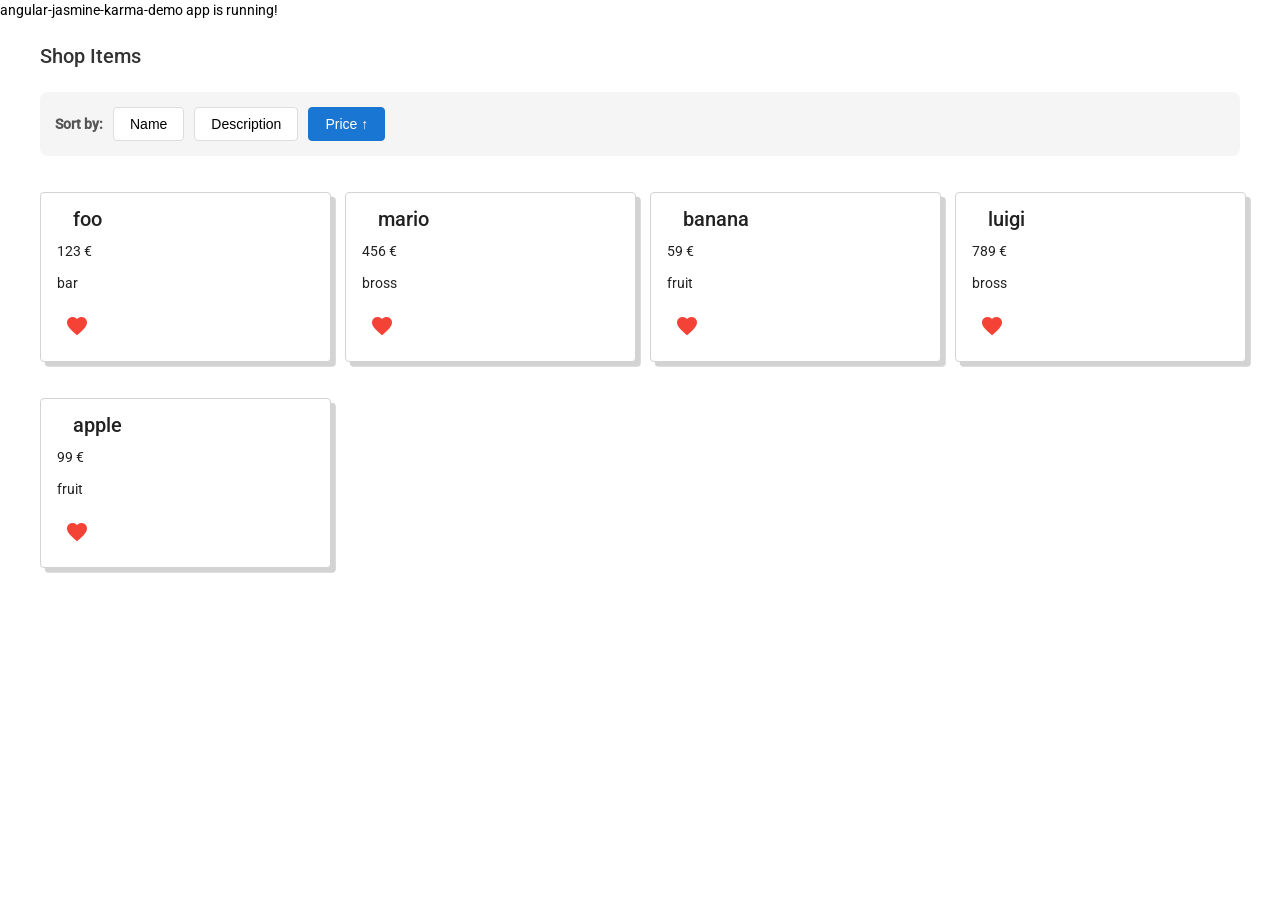 angular-jasmine-karma-demo app is running!
Shop Items
Sort by: Name Description Price ↑
foo
123 €
bar
mario
456 €
bross
banana
59 €
fruit
luigi
789 €
bross
apple
99 €
fruit